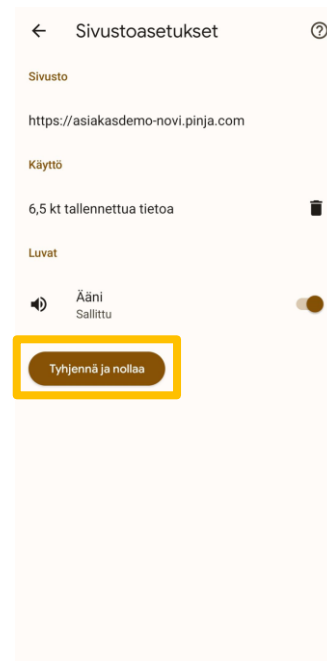 Sivustoasetukset
Sivusto
https://asiakasdemo-novi.pinja.com
Käyttö
6,5 kt tallennettua tietoa
Luvat
Ääni
Sallittu
Tyhjennä ja nollaa